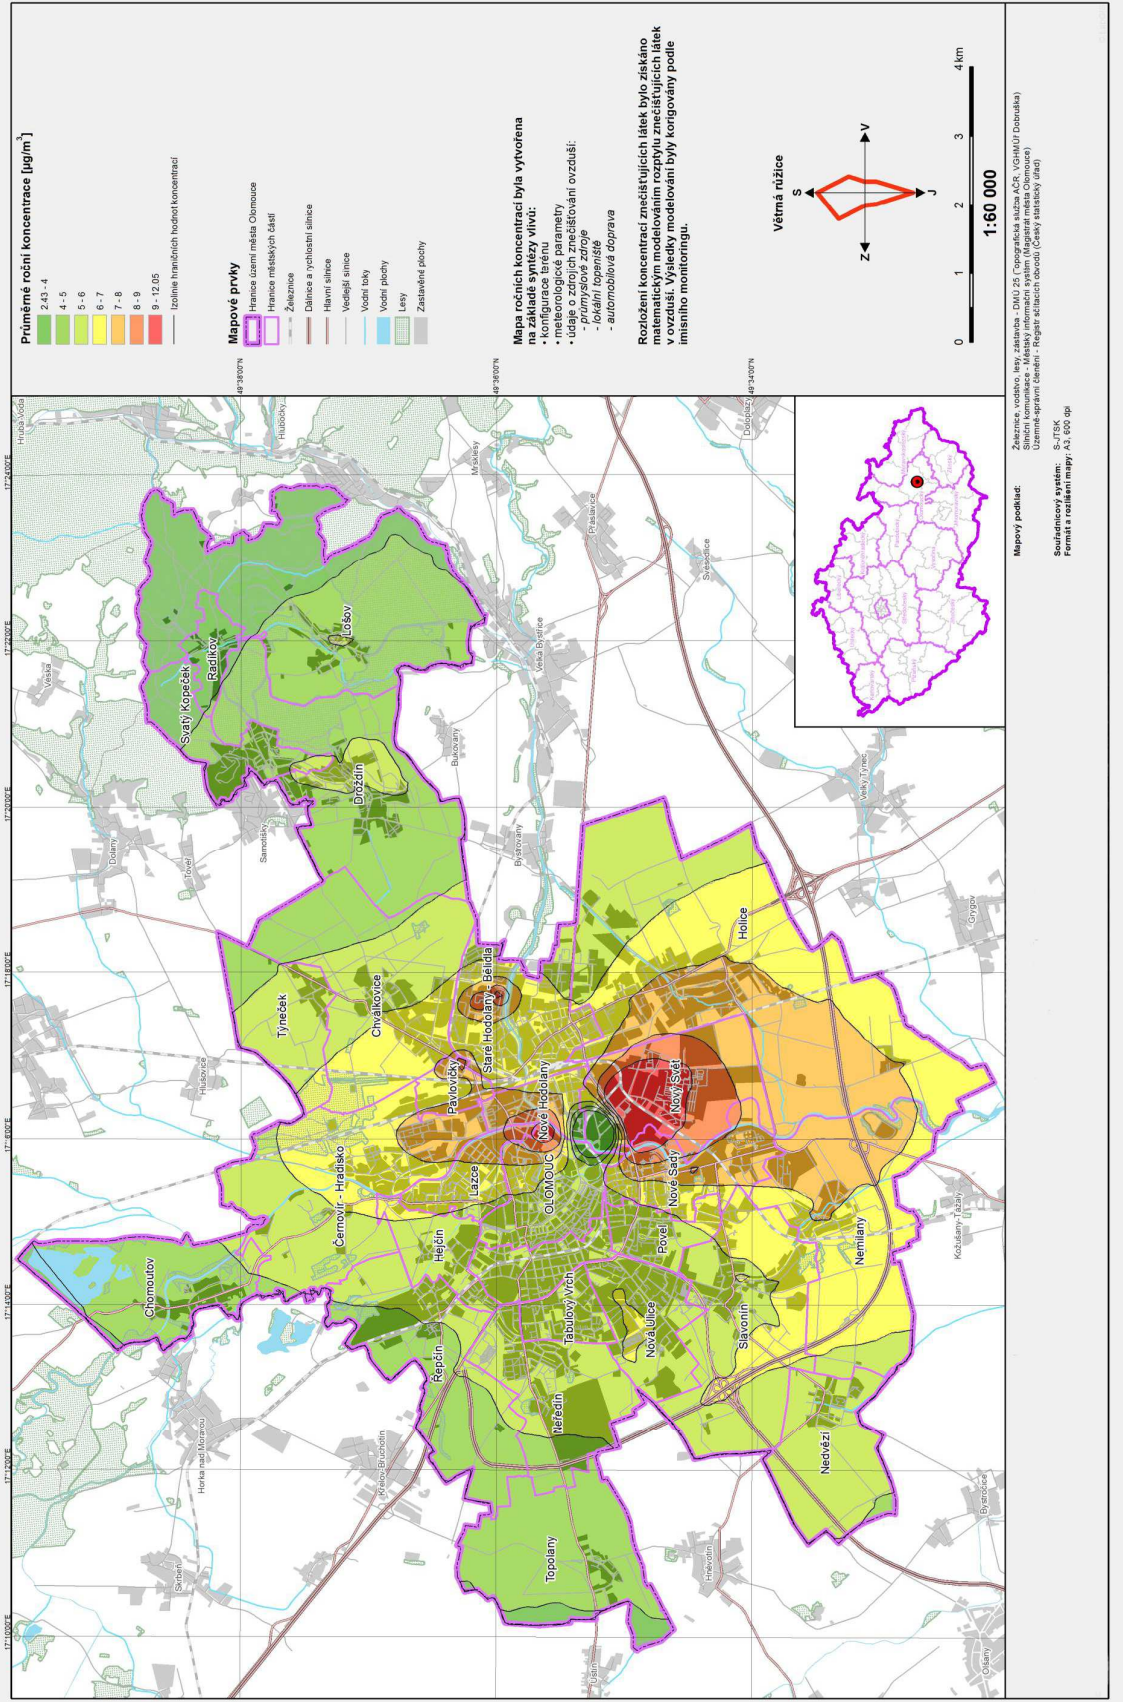 Průměrné roční koncentrace [µg/m³]
2.43 - 4
4 - 5
5 - 6
6 - 7
7 - 8
8 - 9
9 - 12.05
Izolinie hraničních hodnot koncentrací
Mapové prvky
Hranice území města Olomouce
Hranice městských částí
Železnice
Dálnice a rychlostní silnice
Hlavní silnice
Vedlejší silnice
Vodní toky
Vodní plochy
Lesy
Zastavěné plochy
Mapa ročních koncentrací byla vytvořena
na základě syntézy vlivů:
• konfigurace terénu
• meteorologické parametry
• údaje o zdrojích znečišťování ovzduší:
- průmyslové zdroje
- lokální topeniště
- automobilová doprava
Rozložení koncentrací znečišťujících látek bylo získáno
matematickým modelováním rozptylu znečišťujících látek
v ovzduší. Výsledky modelování byly korigovány podle
imisního monitoringu.
Větrná růžice
S
Z
V
J
0 1 2 3 4 km
1:60 000
17°10'00"E
17°12'00"E
17°14'00"E
17°16'00"E
17°18'00"E
17°20'00"E
17°22'00"E
17°24'00"E
49°38'00"N
49°36'00"N
49°34'00"N
Hrubá Voda
Hlubočky
Mrsklesy
Doloplazy
Přáslavice
Svésedlice
Velká Bystřice
Veska
Bukovany
Dolany
Tovéř
Samotišky
Bystrovany
Velký Týnec
Grygov
Hlušovice
Kožušany-Tážaly
Horka nad Moravou
Křelov-Břuchotín
Skrbeň
Hněvotín
Bystročice
Olšany
Ústín
Svatý Kopeček
Radíkov
Lošov
Droždín
Týneček
Chválkovice
Staré Hodolany - Bělidla
Holice
Pavlovičky
Nové Hodolany
Nový Svět
Černovír - Hradisko
Lazce
OLOMOUC
Nové Sady
Chomoutov
Hejčín
Povel
Nemilany
Řepčín
Tabulový Vrch
Nová Ulice
Slavonín
Neředín
Nedvězí
Topolany
Mapový podklad:
Železnice, vodstvo, lesy, zástavba - DMÚ 25 (Topografická služba AČR, VGHMÚř Dobruška)
Silniční komunikace - Městský informační systém (Magistrát města Olomouce)
Územně-správní členění - Registr sčítacích obvodů (Český statistický úřad)
Souřadnicový systém: S-JTSK
Formát a rozlišení mapy: A3, 600 dpi